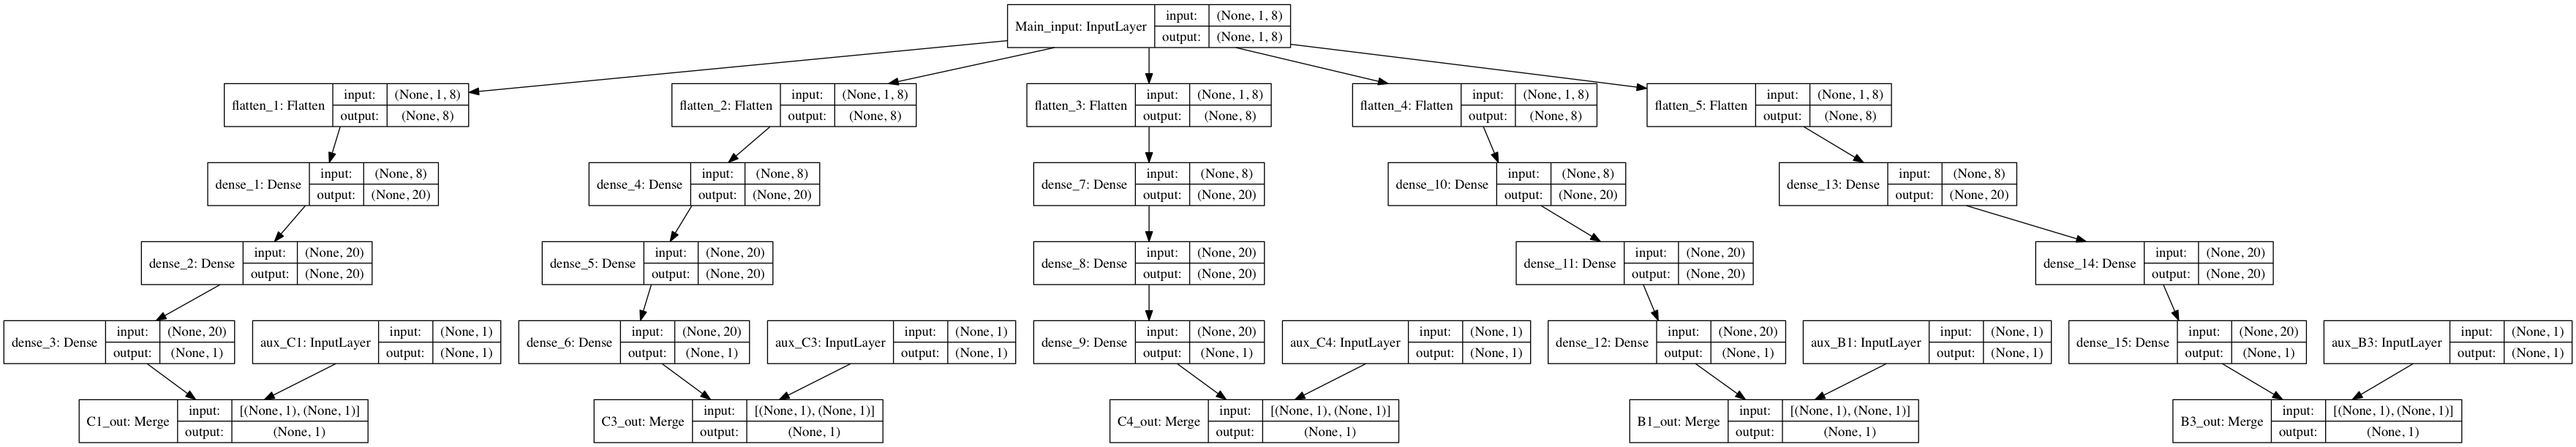 Main_input: InputLayer input: (None, 1, 8)
output: (None, 1, 8)
flatten_1: Flatten input: (None, 1, 8)
output: (None, 8)
flatten_2: Flatten input: (None, 1, 8)
output: (None, 8)
flatten_3: Flatten input: (None, 1, 8)
output: (None, 8)
flatten_4: Flatten input: (None, 1, 8)
output: (None, 8)
flatten_5: Flatten input: (None, 1, 8)
output: (None, 8)
dense_1: Dense input: (None, 8)
output: (None, 20)
dense_4: Dense input: (None, 8)
output: (None, 20)
dense_7: Dense input: (None, 8)
output: (None, 20)
dense_10: Dense input: (None, 8)
output: (None, 20)
dense_13: Dense input: (None, 8)
output: (None, 20)
dense_2: Dense input: (None, 20)
output: (None, 20)
dense_5: Dense input: (None, 20)
output: (None, 20)
dense_8: Dense input: (None, 20)
output: (None, 20)
dense_11: Dense input: (None, 20)
output: (None, 20)
dense_14: Dense input: (None, 20)
output: (None, 20)
dense_3: Dense input: (None, 20)
output: (None, 1)
aux_C1: InputLayer input: (None, 1)
output: (None, 1)
dense_6: Dense input: (None, 20)
output: (None, 1)
aux_C3: InputLayer input: (None, 1)
output: (None, 1)
dense_9: Dense input: (None, 20)
output: (None, 1)
aux_C4: InputLayer input: (None, 1)
output: (None, 1)
dense_12: Dense input: (None, 20)
output: (None, 1)
aux_B1: InputLayer input: (None, 1)
output: (None, 1)
dense_15: Dense input: (None, 20)
output: (None, 1)
aux_B3: InputLayer input: (None, 1)
output: (None, 1)
C1_out: Merge input: [(None, 1), (None, 1)]
output: (None, 1)
C3_out: Merge input: [(None, 1), (None, 1)]
output: (None, 1)
C4_out: Merge input: [(None, 1), (None, 1)]
output: (None, 1)
B1_out: Merge input: [(None, 1), (None, 1)]
output: (None, 1)
B3_out: Merge input: [(None, 1), (None, 1)]
output: (None, 1)